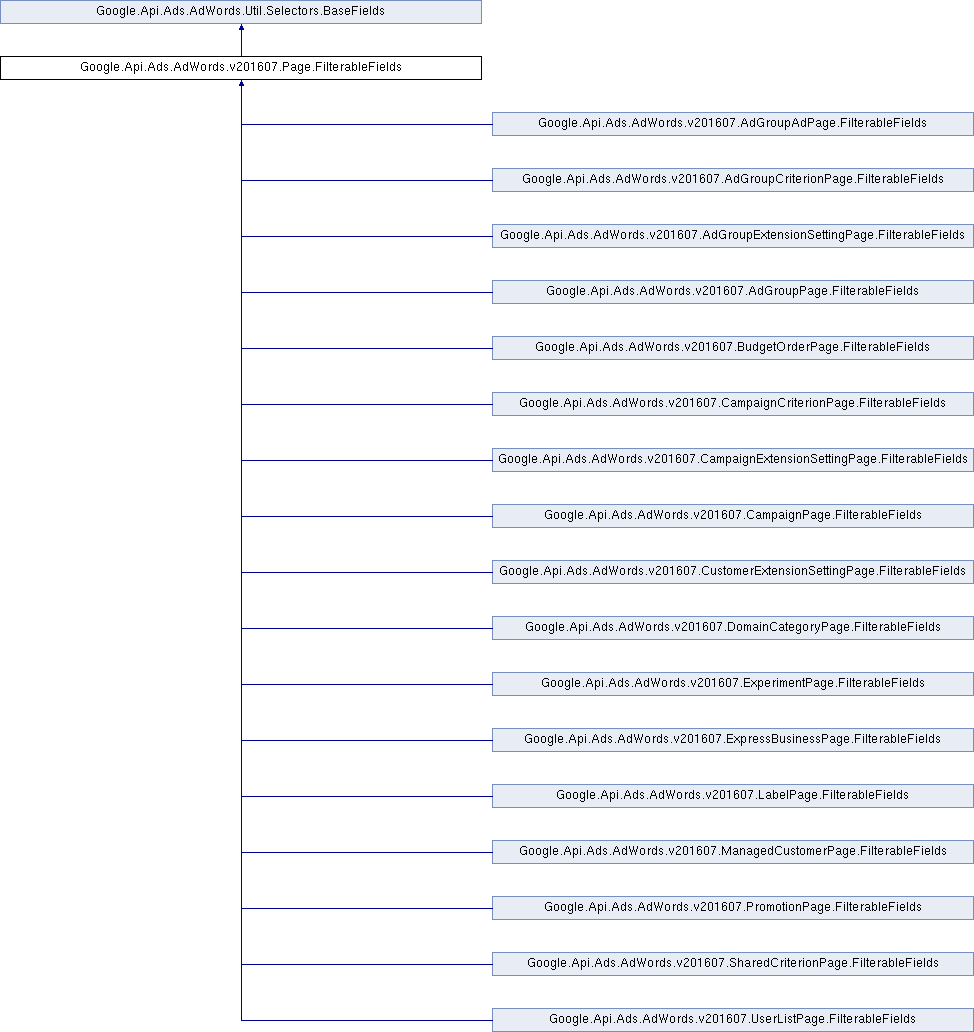 Google.Api.Ads.AdWords.Util.Selectors.BaseFields
Google.Api.Ads.AdWords.v201607.Page.FilterableFields
Google.Api.Ads.AdWords.v201607.AdGroupAdPage.FilterableFields
Google.Api.Ads.AdWords.v201607.AdGroupCriterionPage.FilterableFields
Google.Api.Ads.AdWords.v201607.AdGroupExtensionSettingPage.FilterableFields
Google.Api.Ads.AdWords.v201607.AdGroupPage.FilterableFields
Google.Api.Ads.AdWords.v201607.BudgetOrderPage.FilterableFields
Google.Api.Ads.AdWords.v201607.CampaignCriterionPage.FilterableFields
Google.Api.Ads.AdWords.v201607.CampaignExtensionSettingPage.FilterableFields
Google.Api.Ads.AdWords.v201607.CampaignPage.FilterableFields
Google.Api.Ads.AdWords.v201607.CustomerExtensionSettingPage.FilterableFields
Google.Api.Ads.AdWords.v201607.DomainCategoryPage.FilterableFields
Google.Api.Ads.AdWords.v201607.ExperimentPage.FilterableFields
Google.Api.Ads.AdWords.v201607.ExpressBusinessPage.FilterableFields
Google.Api.Ads.AdWords.v201607.LabelPage.FilterableFields
Google.Api.Ads.AdWords.v201607.ManagedCustomerPage.FilterableFields
Google.Api.Ads.AdWords.v201607.PromotionPage.FilterableFields
Google.Api.Ads.AdWords.v201607.SharedCriterionPage.FilterableFields
Google.Api.Ads.AdWords.v201607.UserListPage.FilterableFields